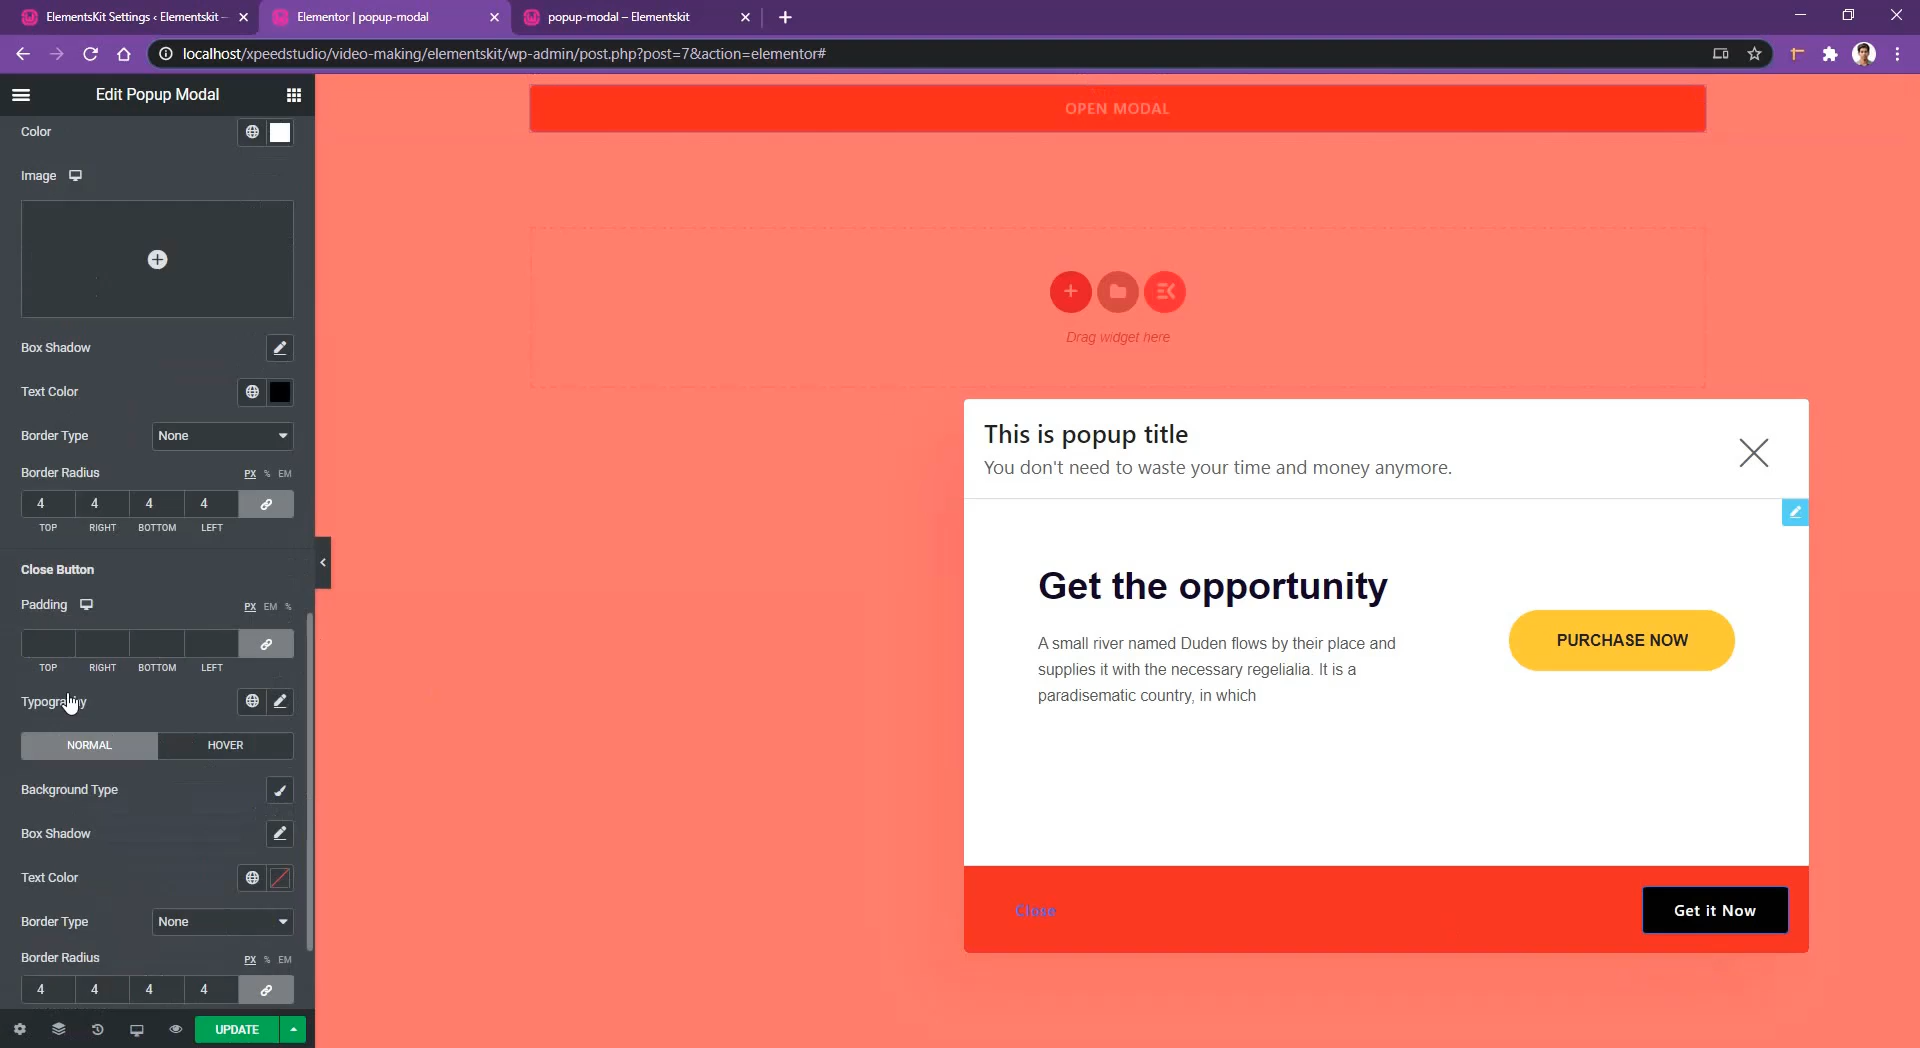 ElementsKit Settings ‹ Elementskit –
Elementor | popup-modal
popup-modal – Elementskit
localhost/xpeedstudio/video-making/elementskit/wp-admin/post.php?post=7&action=elementor#
Edit Popup Modal
Color
Image
Box Shadow
Text Color
Border Type
None
Border Radius
PX % EM
4 4 4 4
TOP RIGHT BOTTOM LEFT
Close Button
Padding
PX EM %
TOP RIGHT BOTTOM LEFT
Typography
NORMAL
HOVER
Background Type
Box Shadow
Text Color
Border Type
None
Border Radius
PX % EM
4 4 4 4
UPDATE
OPEN MODAL
Drag widget here
This is popup title
You don't need to waste your time and money anymore.
Get the opportunity
A small river named Duden flows by their place and
supplies it with the necessary regelialia. It is a
paradisematic country, in which
PURCHASE NOW
Close
Get it Now